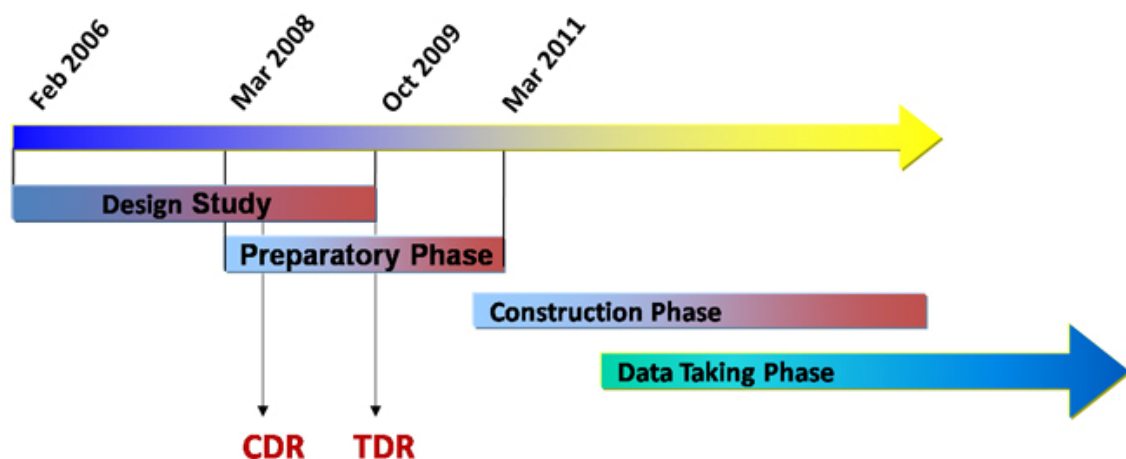 Feb 2006
Mar 2008
Oct 2009
Mar 2011
Design Study
Preparatory Phase
Construction Phase
Data Taking Phase
CDR
TDR